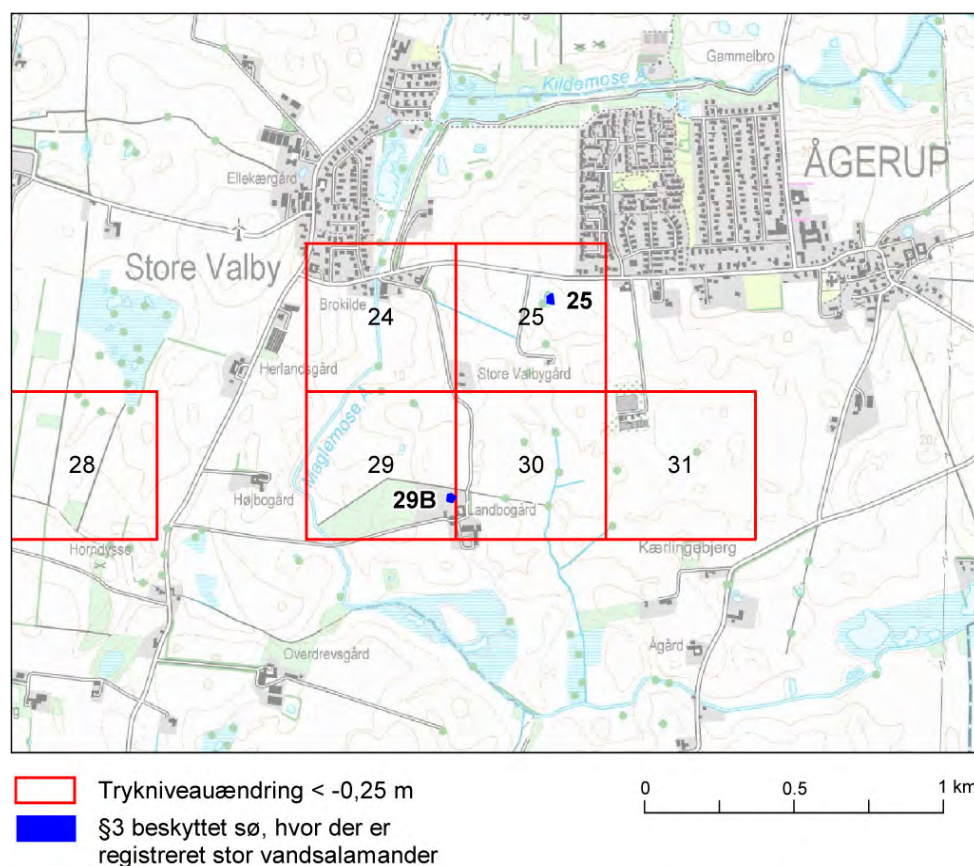 Kildemose Å
Gammelbro
ÅGERUP
Ellekærgård
Store Valby
Brokilde
24
25
25
Herlandsgård
Store Valbygård
Maglemose Å
28
29
30
31
Højbogård
29B
Landbogård
Horndysse
Kærlingebjerg
Overdrevsgård
Ågård
Trykniveauændring < -0,25 m
0 0.5 1 km
§3 beskyttet sø, hvor der er
registreret stor vandsalamander